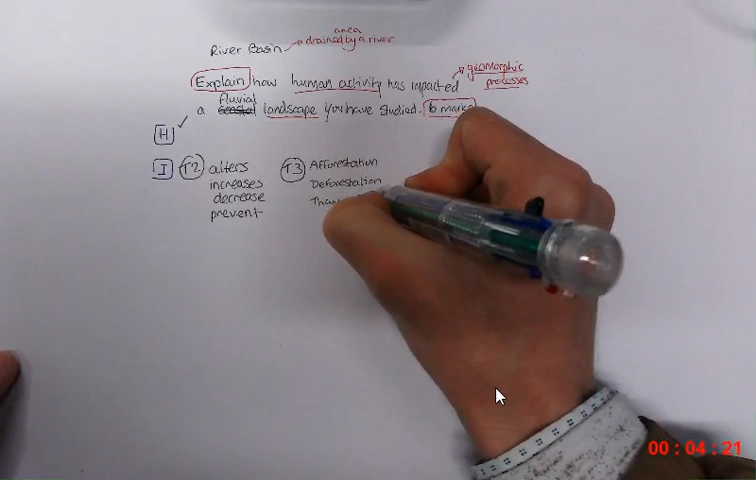 area
River Basin → drained by a river
Explain how human activity has impacted → geomorphic
processes
fluvial
a coastal landscape you have studied. 6 marks
H ✓
I T2 alters T3 Afforestation
increases Deforestation
decrease
prevent
00:04:21